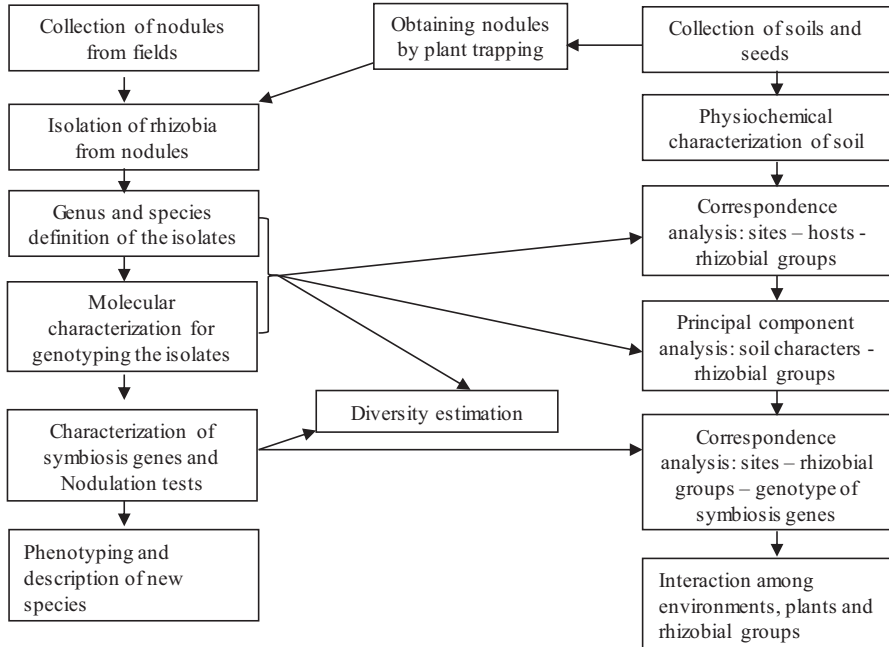 Collection of nodules
from fields
Obtaining nodules
by plant trapping
Collection of soils and
seeds
Isolation of rhizobia
from nodules
Physiochemical
characterization of soil
Genus and species
definition of the isolates
Correspondence
analysis: sites – hosts -
rhizobial groups
Molecular
characterization for
genotyping the isolates
Principal component
analysis: soil characters -
rhizobial groups
Diversity estimation
Characterization of
symbiosis genes and
Nodulation tests
Correspondence
analysis: sites – rhizobial
groups – genotype of
symbiosis genes
Phenotyping and
description of new
species
Interaction among
environments, plants and
rhizobial groups